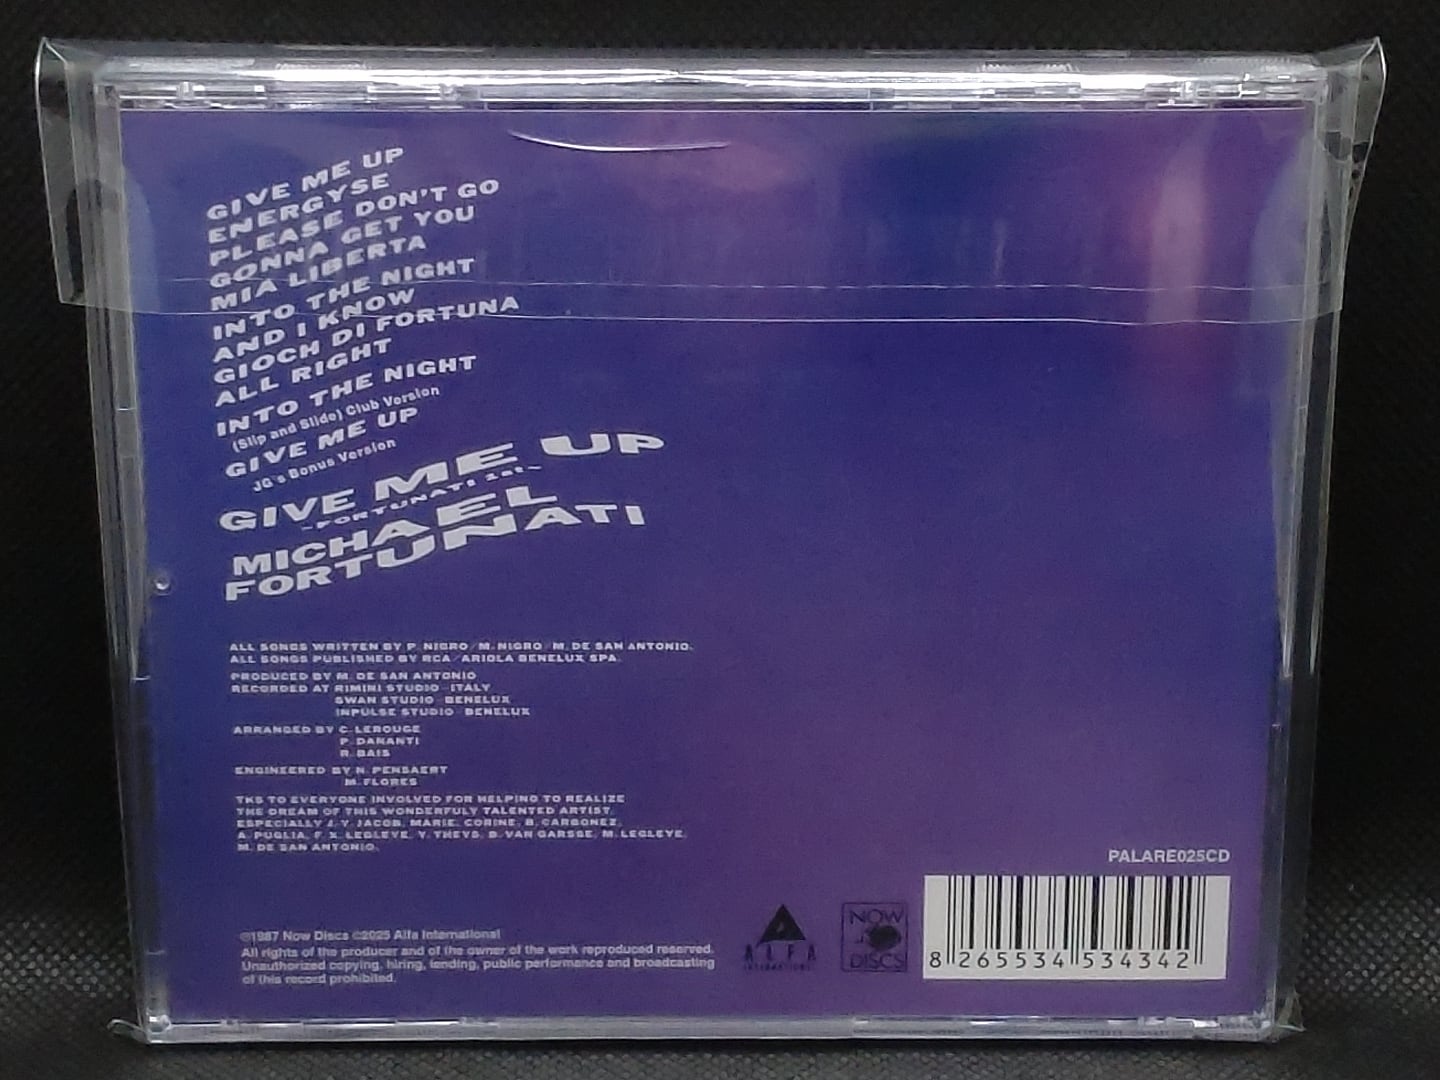 GIVE ME UP
ENERGYSE
PLEASE DON'T GO
GONNA GET YOU
MIA LIBERTA
INTO THE NIGHT
AND I KNOW
GIOCH DI FORTUNA
ALL RIGHT
INTO THE NIGHT
(Slip and Slide) Club Version
GIVE ME UP
JG's Bonus Version
GIVE ME UP
~FORTUNATI 1st~
MICHAEL
FORTUNATI
ALL SONGS WRITTEN BY P. NIGRO/M. NIGRO/M. DE SAN ANTONIO.
ALL SONGS PUBLISHED BY RCA/ARIOLA BENELUX SPA.
PRODUCED BY M. DE SAN ANTONIO
RECORDED AT RIMINI STUDIO-ITALY
SWAN STUDIO-BENELUX
INPULSE STUDIO-BENELUX
ARRANGED BY C. LEROUGE
P. DARANTI
R. BAIS
ENGINEERED BY N. PENSAERT
M. FLORES
TKS TO EVERYONE INVOLVED FOR HELPING TO REALIZE
THE DREAM OF THIS WONDERFULY TALENTED ARTIST.
ESPECIALLY J. Y. JACOB, MARIE, CORINE, B. CARBONEZ,
A. PUGLIA, F. X. LEGLEYE, Y. THEYS, D. VAN GARSSE, M. LEGLEYE,
M. DE SAN ANTONIO.
℗1987 Now Discs ©2025 Alfa International
All rights of the producer and of the owner of the work reproduced reserved.
Unauthorized copying, hiring, lending, public performance and broadcasting
of this record prohibited.
ALFA
INTERNATIONAL
NOW
DISCS
PALARE025CD
8 265534 534342